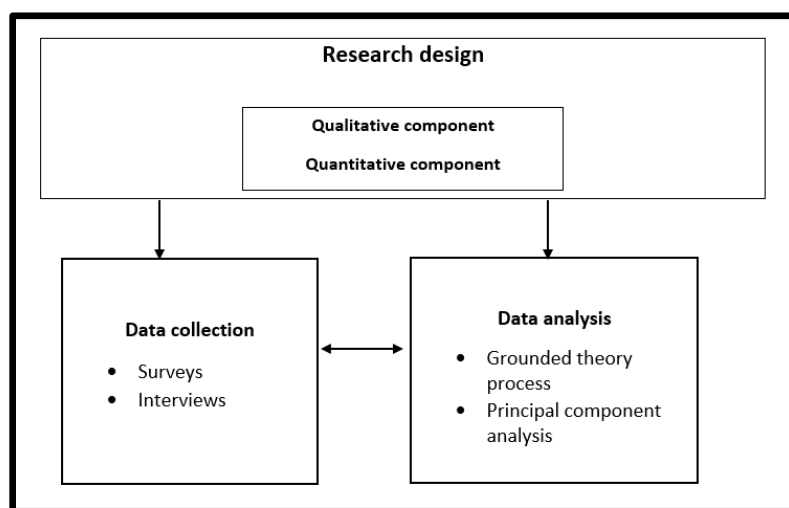 Research design
Qualitative component
Quantitative component
Data collection
• Surveys
• Interviews
Data analysis
• Grounded theory
process
• Principal component
analysis